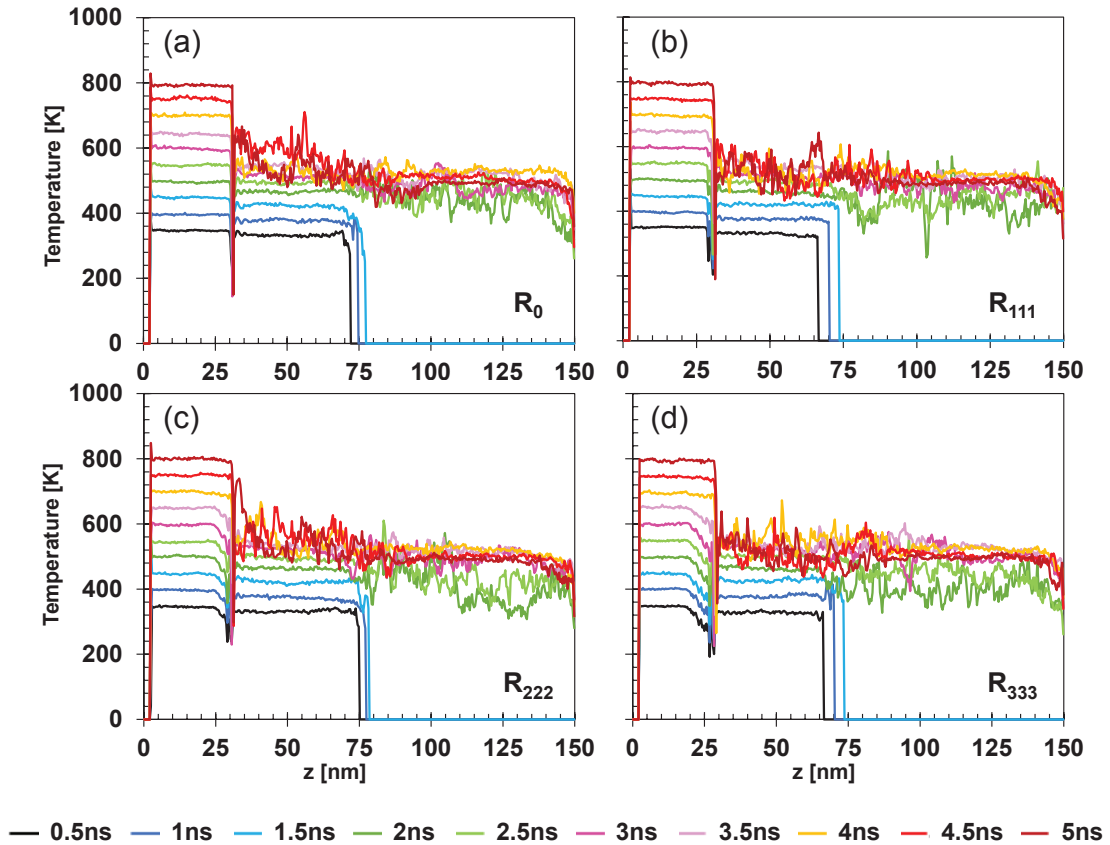 (a)
1000
800
600
400
200
0
Temperature [K]
R0
0 25 50 75 100 125 150
(b)
R111
0 25 50 75 100 125 150
(c)
1000
800
600
400
200
0
Temperature [K]
R222
0 25 50 75 100 125 150
z [nm]
(d)
R333
0 25 50 75 100 125 150
z [nm]
0.5ns 1ns 1.5ns 2ns 2.5ns 3ns 3.5ns 4ns 4.5ns 5ns